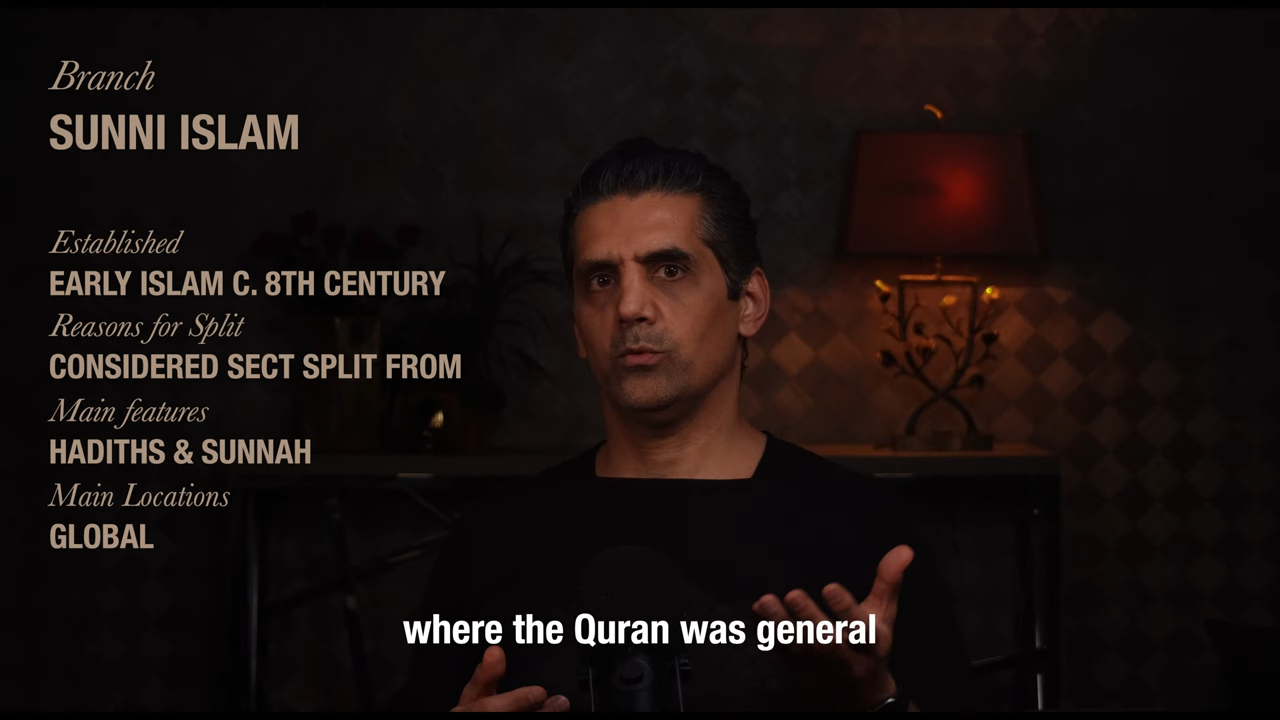 Branch
SUNNI ISLAM
Established
EARLY ISLAM C. 8TH CENTURY
Reasons for Split
CONSIDERED SECT SPLIT FROM
Main features
HADITHS & SUNNAH
Main Locations
GLOBAL
where the Quran was general